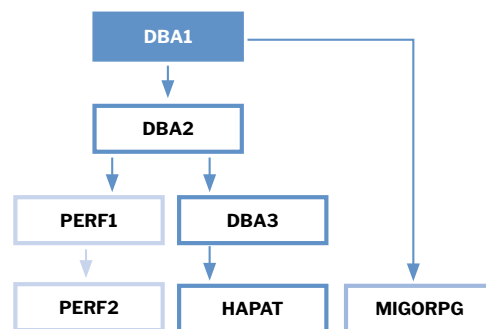 DBA1
DBA2
PERF1
DBA3
PERF2
HAPAT
MIGORPG